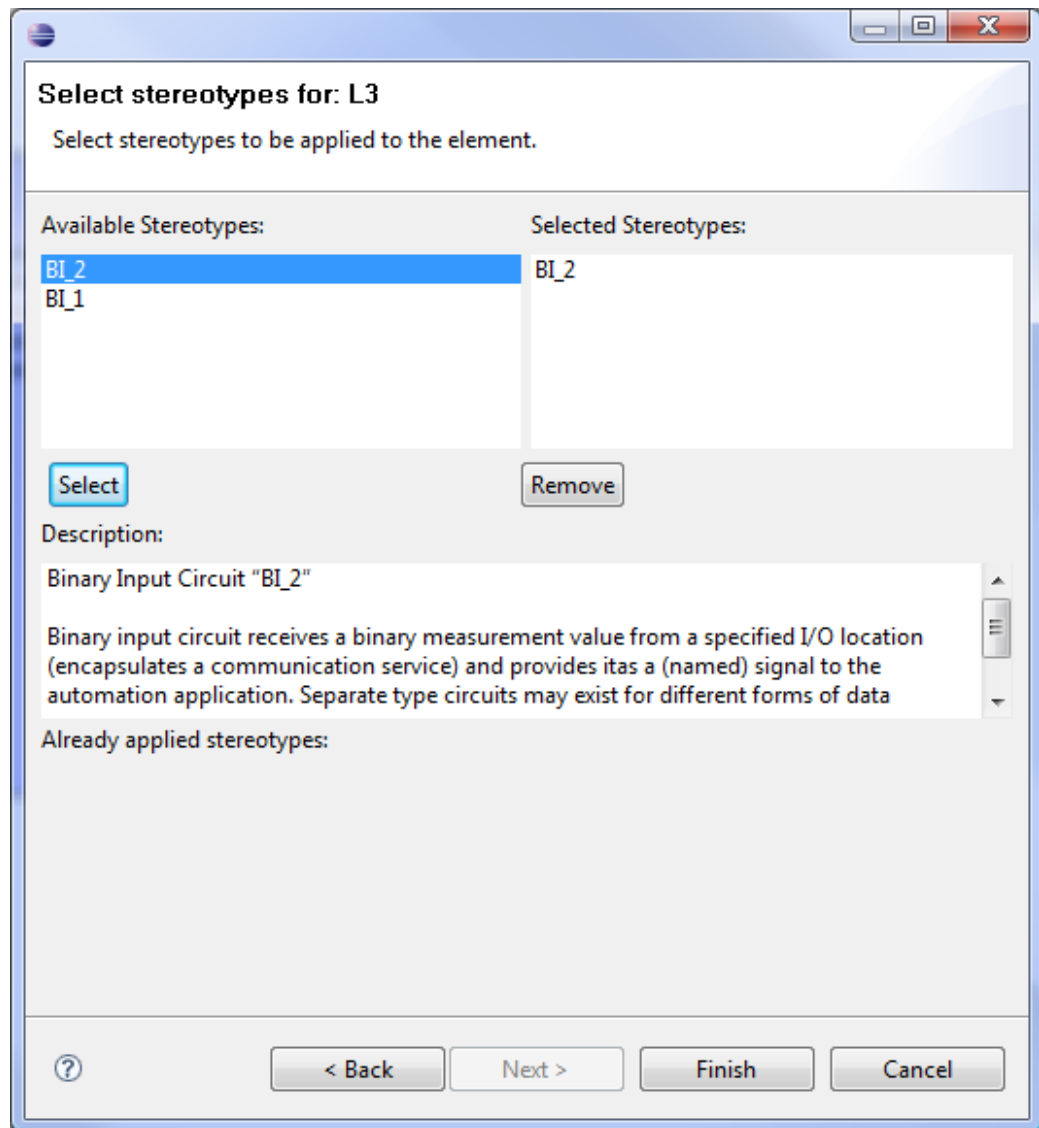 Select stereotypes for: L3
Select stereotypes to be applied to the element.
Available Stereotypes:
Selected Stereotypes:
BI_2
BI_1
BI_2
Select
Remove
Description:
Binary Input Circuit “BI_2”
Binary input circuit receives a binary measurement value from a specified I/O location
(encapsulates a communication service) and provides itas a (named) signal to the
automation application. Separate type circuits may exist for different forms of data
Already applied stereotypes:
?
< Back
Next >
Finish
Cancel